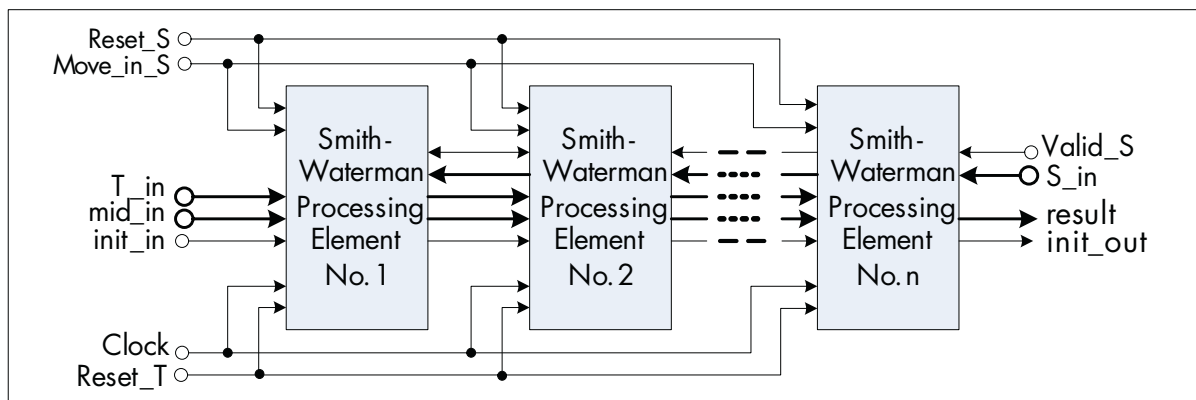 Reset_S
Move_in_S
T_in
mid_in
init_in
Clock
Reset_T
Smith-
Waterman
Processing
Element
No. 1
Smith-
Waterman
Processing
Element
No. 2
Smith-
Waterman
Processing
Element
No. n
Valid_S
S_in
result
init_out